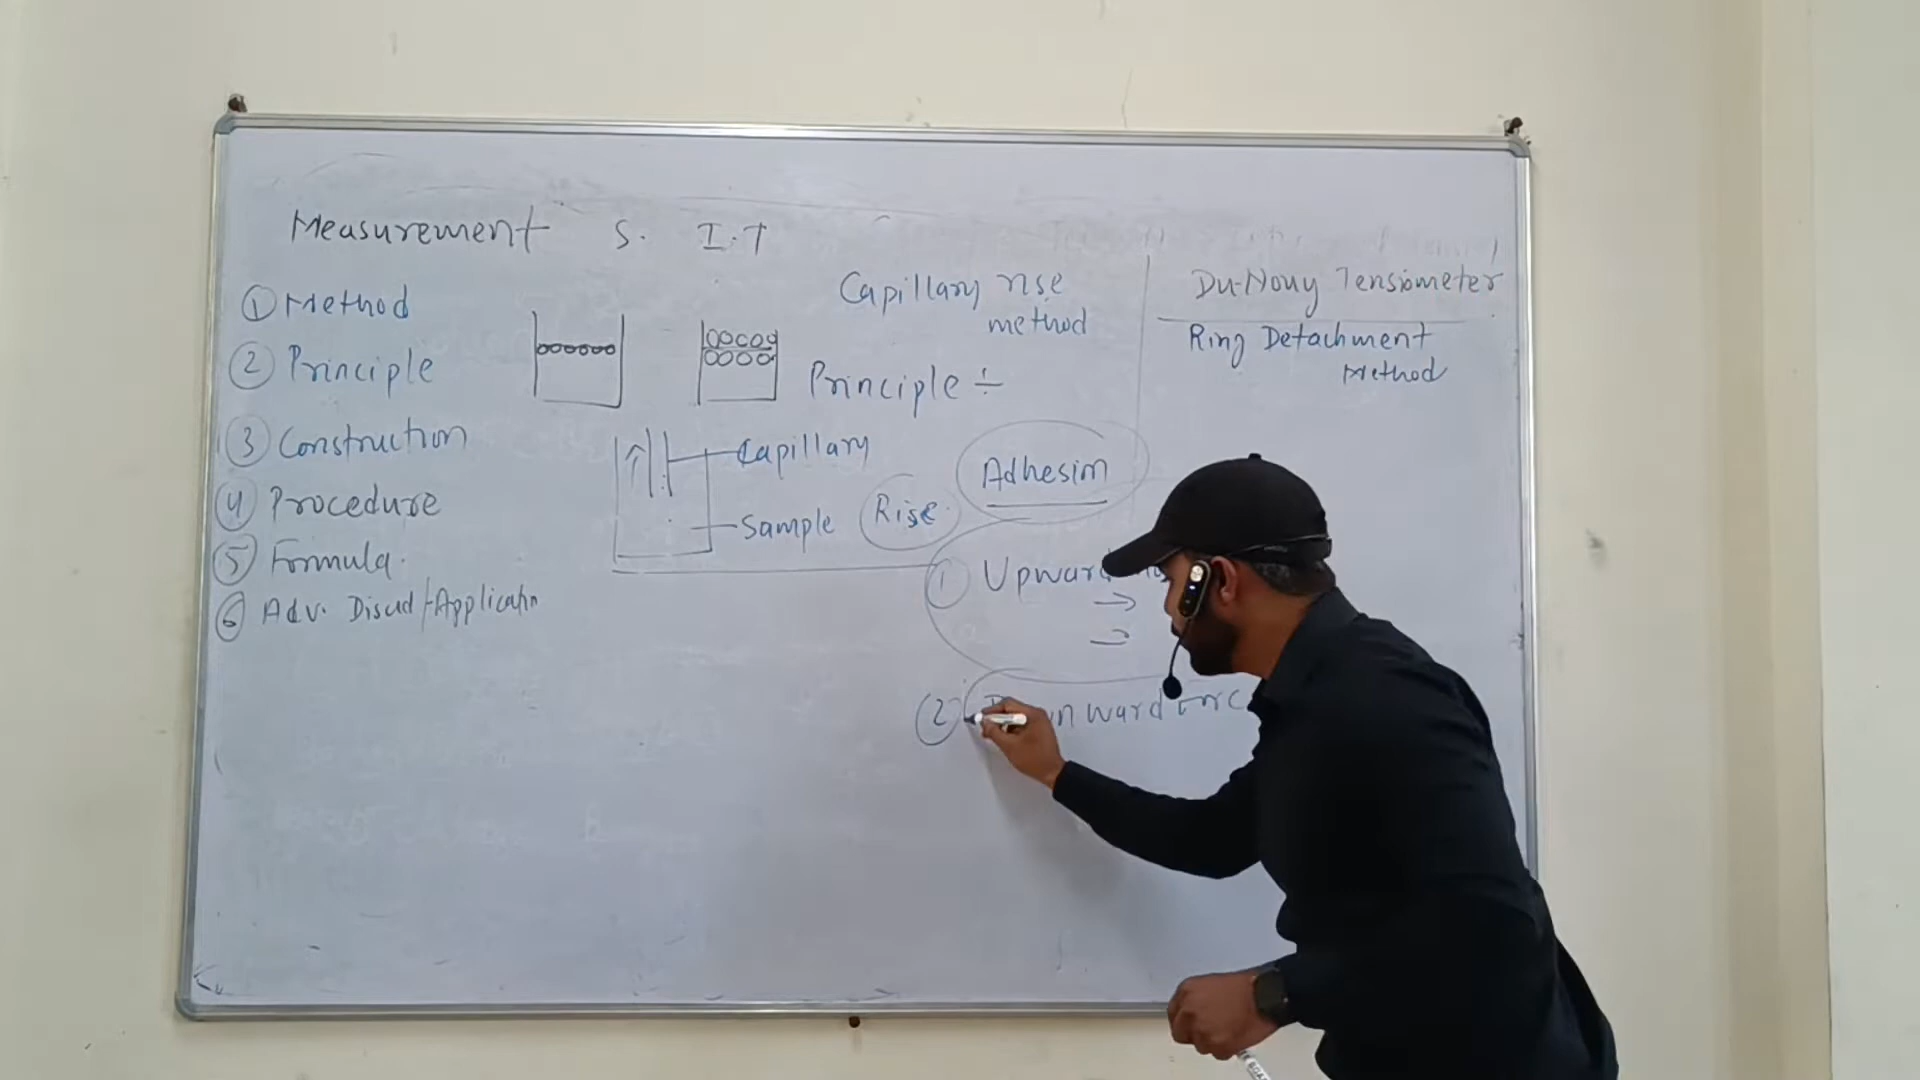 Measurement S. I.T
① Method
② Principle
③ Construction
④ Procedure
⑤ Formula.
⑥ Adv. Application
Capillary rise
method
Principle ÷
Capillary
Sample
Rise
Adhesion
① Upward
→
→
② ward
Du-Nouy Tensiometer
Ring Detachment
Method